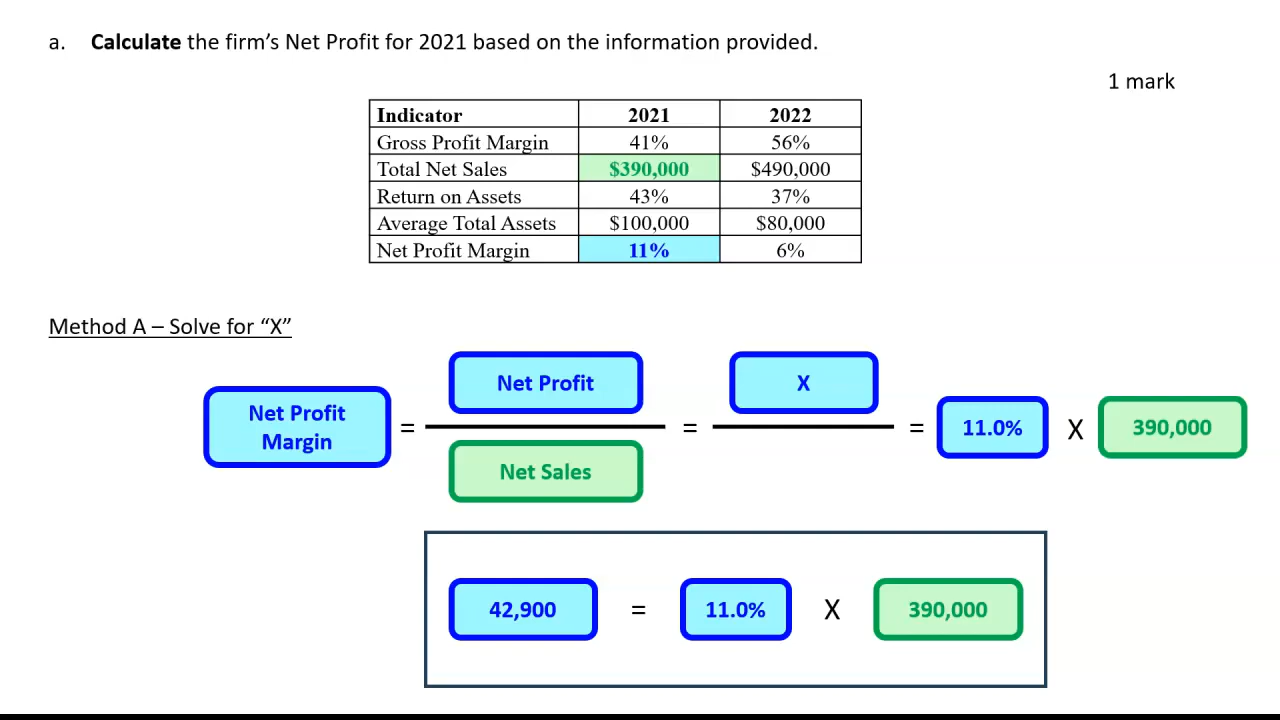 a. Calculate the firm's Net Profit for 2021 based on the information provided.
1 mark
Indicator 2021 2022
Gross Profit Margin 41% 56%
Total Net Sales $390,000 $490,000
Return on Assets 43% 37%
Average Total Assets $100,000 $80,000
Net Profit Margin 11% 6%
Method A – Solve for “X”
Net Profit
Margin
=
Net Profit
Net Sales
=
X
=
11.0% X 390,000
42,900 = 11.0% X 390,000